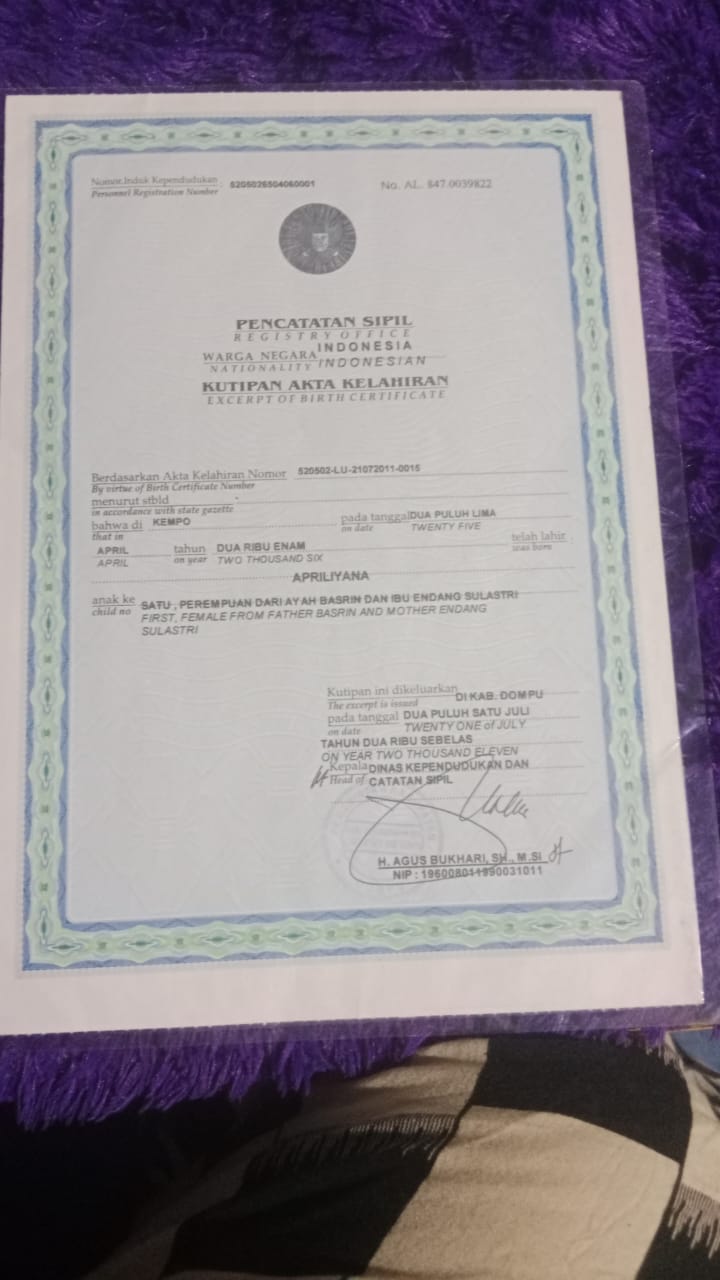 Nomor.Induk Kependudukan : 5205026504060001
Personnel Registration Number
No. AL. 847.0039822
PENCATATAN SIPIL
REGISTRY OFFICE
WARGA NEGARA INDONESIA
NATIONALITY INDONESIAN
KUTIPAN AKTA KELAHIRAN
EXCERPT OF BIRTH CERTIFICATE
Berdasarkan Akta Kelahiran Nomor 520502-LU-21072011-0015
By virtue of Birth Certificate Number
menurut stbld -
in accordance with state gazette
bahwa di KEMPO pada tanggal DUA PULUH LIMA
that in on date TWENTY FIVE
APRIL tahun DUA RIBU ENAM telah lahir
APRIL on year TWO THOUSAND SIX was born
APRILIYANA
anak ke SATU , PEREMPUAN DARI AYAH BASRIN DAN IBU ENDANG SULASTRI
child no FIRST, FEMALE FROM FATHER BASRIN AND MOTHER ENDANG
SULASTRI
Kutipan ini dikeluarkan DI KAB. DOMPU
The excerpt is issued
pada tanggal DUA PULUH SATU JULI
on date TWENTY ONE of JULY
TAHUN DUA RIBU SEBELAS
ON YEAR TWO THOUSAND ELEVEN
Kepala DINAS KEPENDUDUKAN DAN
Head of CATATAN SIPIL
H. AGUS BUKHARI, SH., M.SI
NIP : 196008011990031011